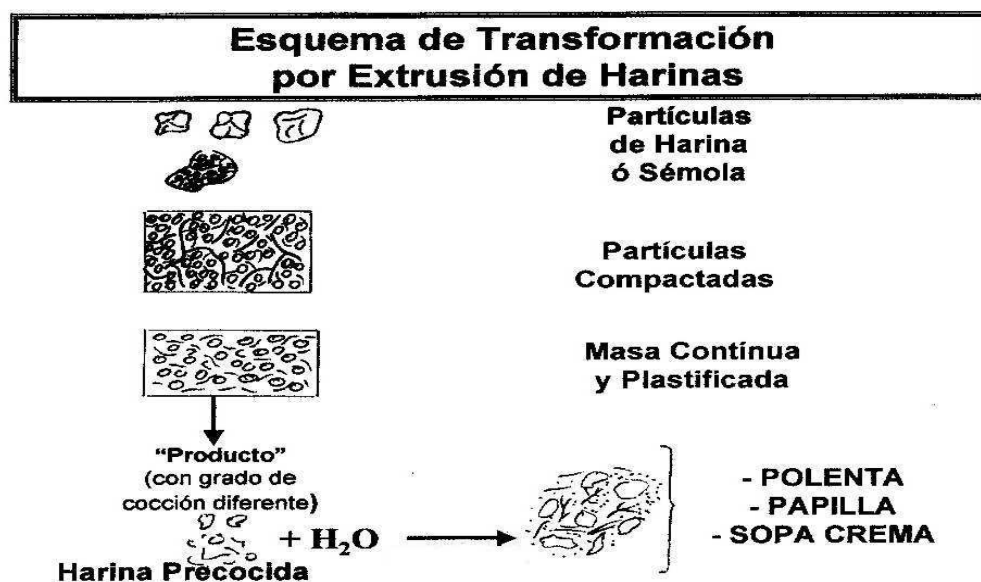 Esquema de Transformación
por Extrusión de Harinas
Partículas
de Harina
ó Sémola
Partículas
Compactadas
Masa Contínua
y Plastificada
“Producto”
(con grado de
cocción diferente)
+ H₂O
Harina Precocida
- POLENTA
- PAPILLA
- SOPA CREMA